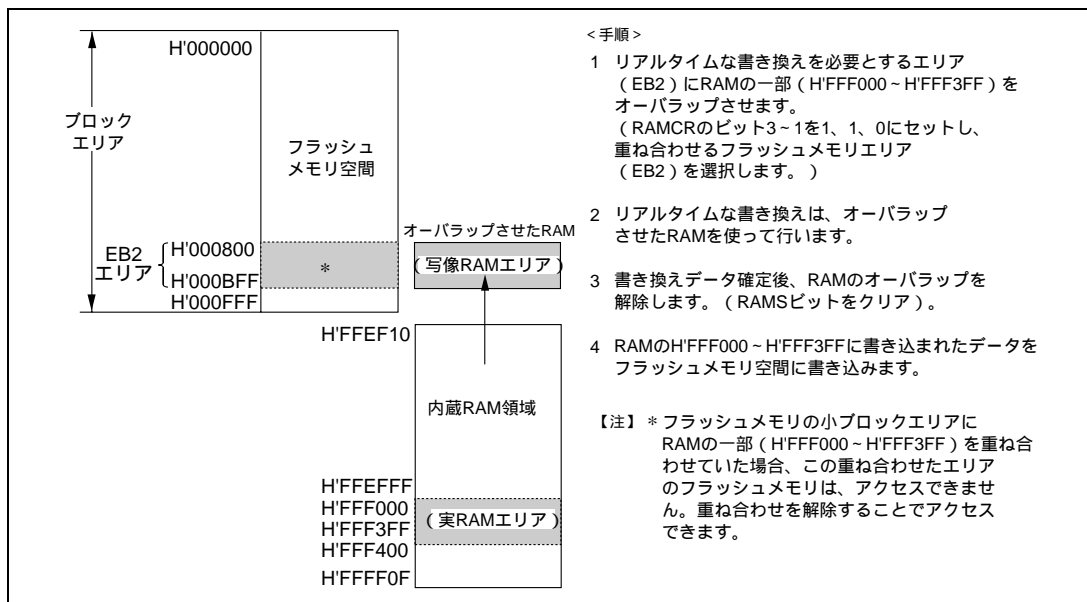 H'000000
ブロック
エリア
フラッシュ
メモリ空間
EB2
エリア
H'000800
H'000BFF
H'000FFF
*
オーバラップさせたRAM
(写像RAMエリア)
H'FFEF10
内蔵RAM領域
H'FFEFFF
H'FFF000
H'FFF3FF
H'FFF400
H'FFFF0F
(実RAMエリア)
<手順>
1 リアルタイムな書き換えを必要とするエリア
(EB2)にRAMの一部(H'FFF000~H'FFF3FF)を
オーバラップさせます。
(RAMCRのビット3~1を1、1、0にセットし、
重ね合わせるフラッシュメモリエリア
(EB2)を選択します。)
2 リアルタイムな書き換えは、オーバラップ
させたRAMを使って行います。
3 書き換えデータ確定後、RAMのオーバラップを
解除します。(RAMSビットをクリア)。
4 RAMのH'FFF000~H'FFF3FFに書き込まれたデータを
フラッシュメモリ空間に書き込みます。
【注】*フラッシュメモリの小ブロックエリアに
RAMの一部(H'FFF000~H'FFF3FF)を重ね合
わせていた場合、この重ね合わせたエリア
のフラッシュメモリは、アクセスできませ
ん。重ね合わせを解除することでアクセス
できます。